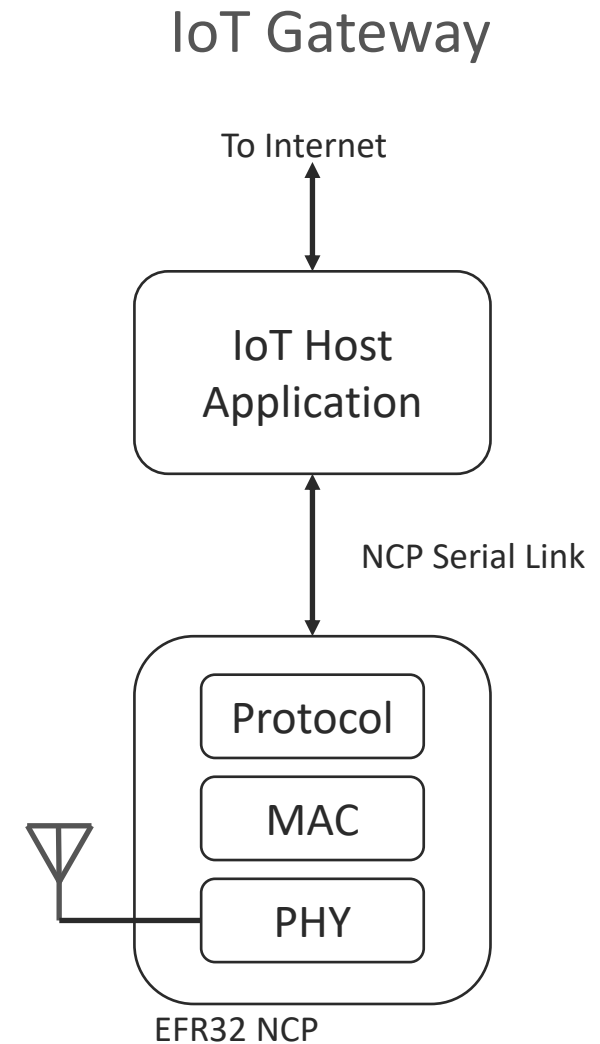 IoT Gateway
To Internet
IoT Host
Application
NCP Serial Link
Protocol
MAC
PHY
EFR32 NCP